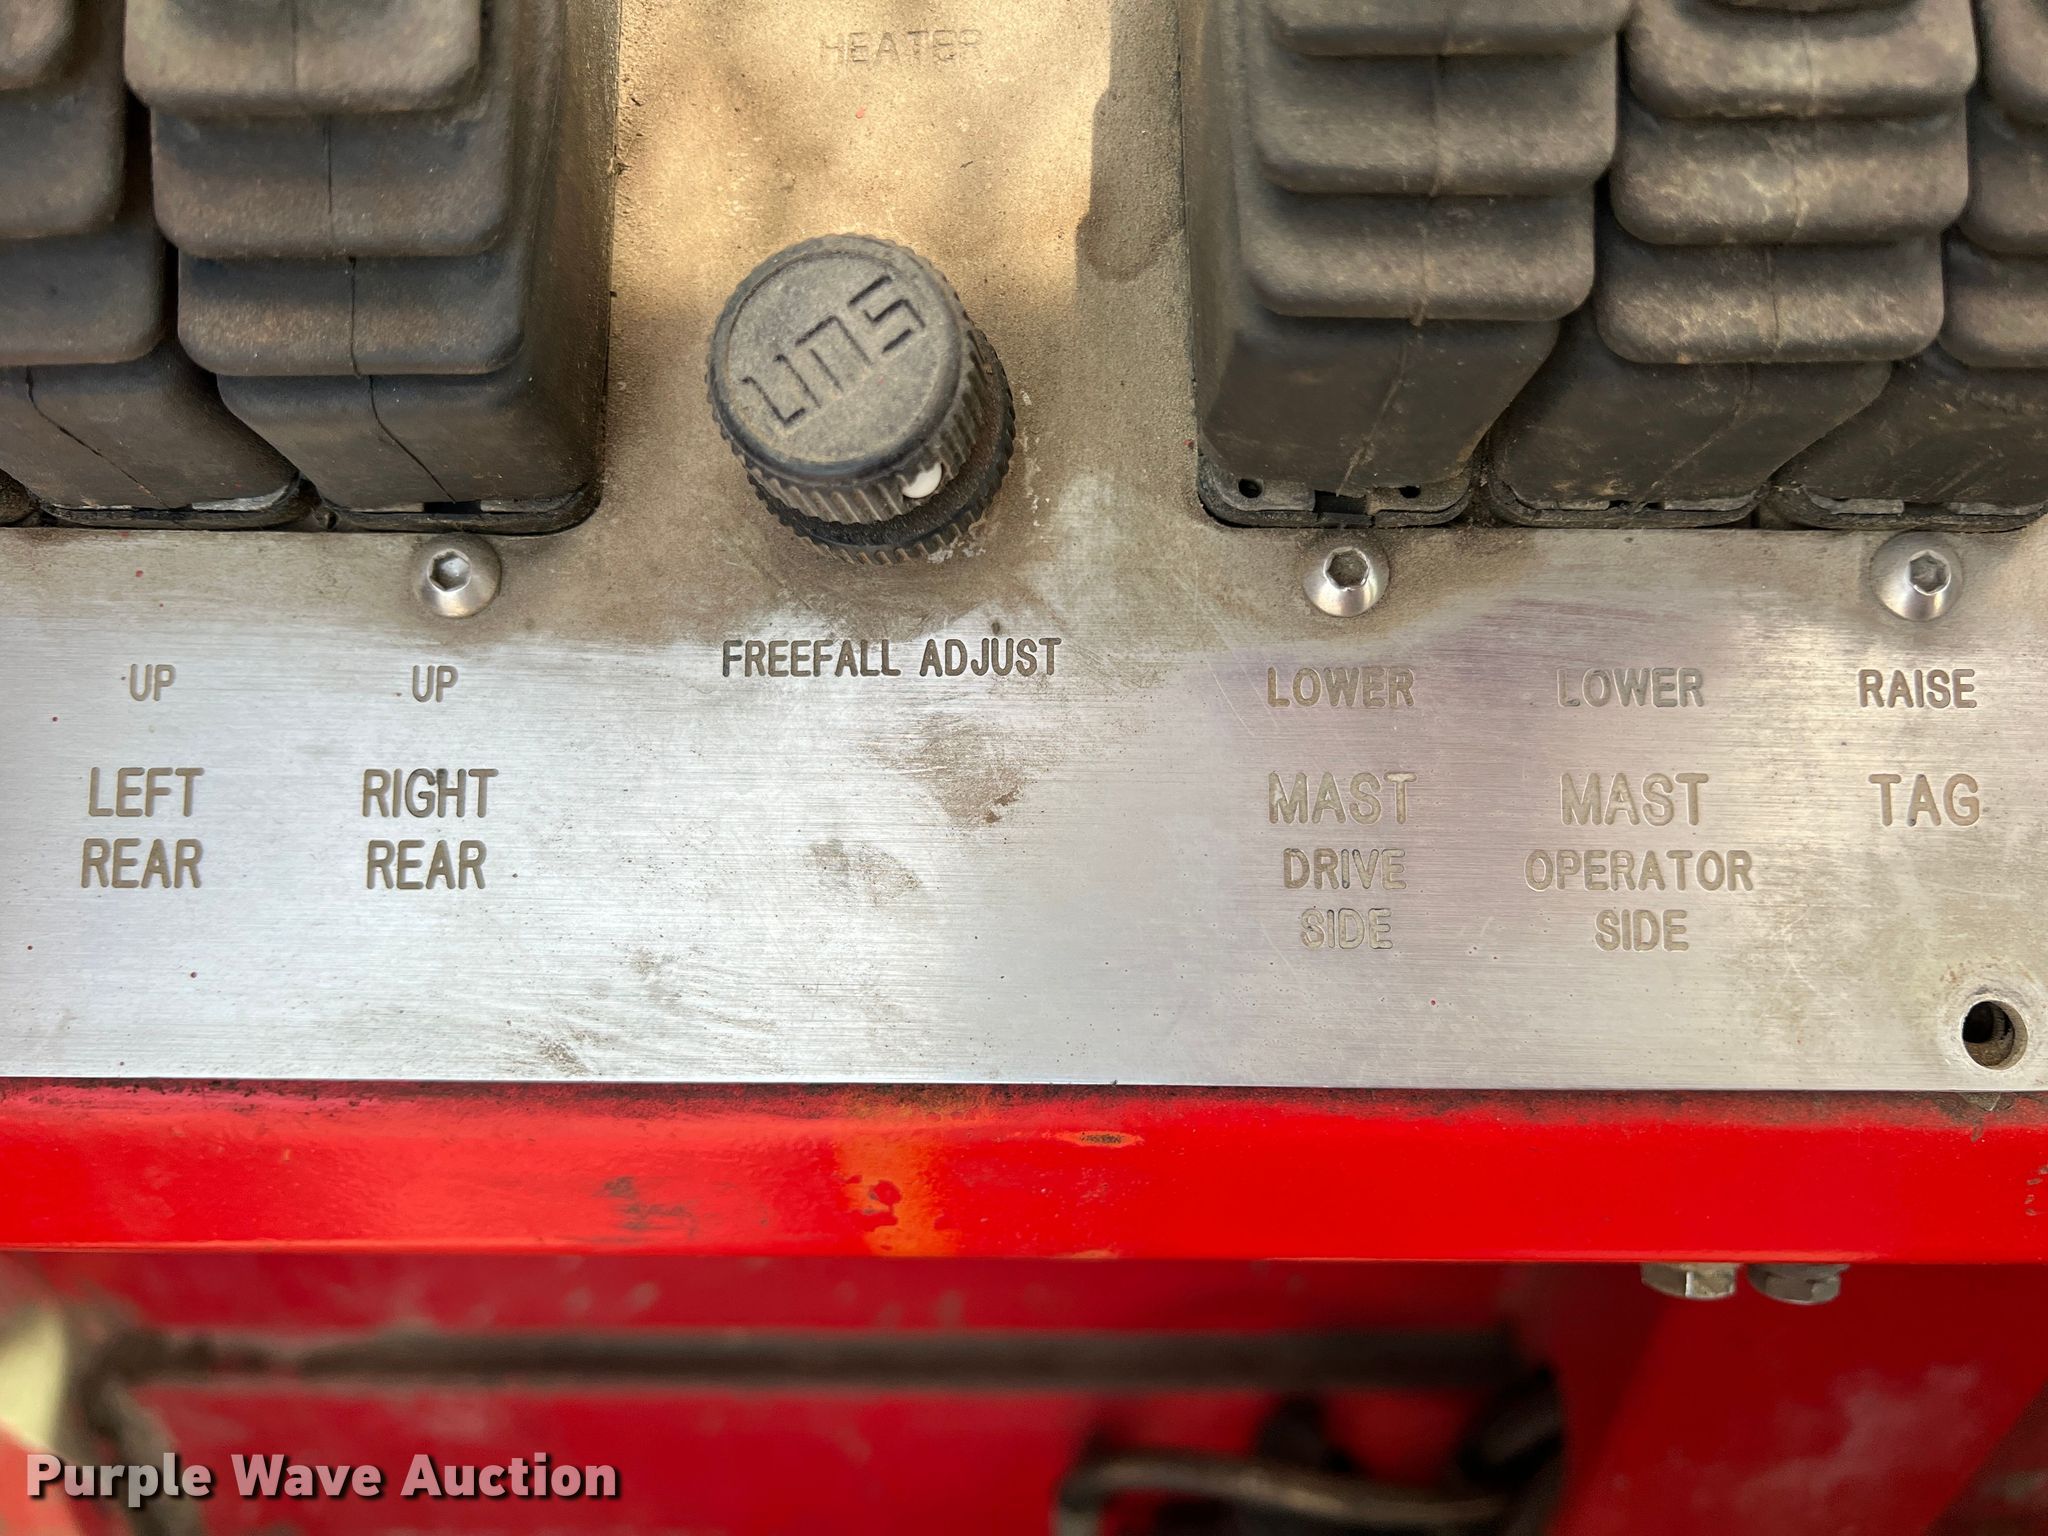 HEATER
UMS
FREEFALL ADJUST
UP
UP
LOWER
LOWER
RAISE
LEFT
REAR
RIGHT
REAR
MAST
DRIVE
SIDE
MAST
OPERATOR
SIDE
TAG
Purple Wave Auction